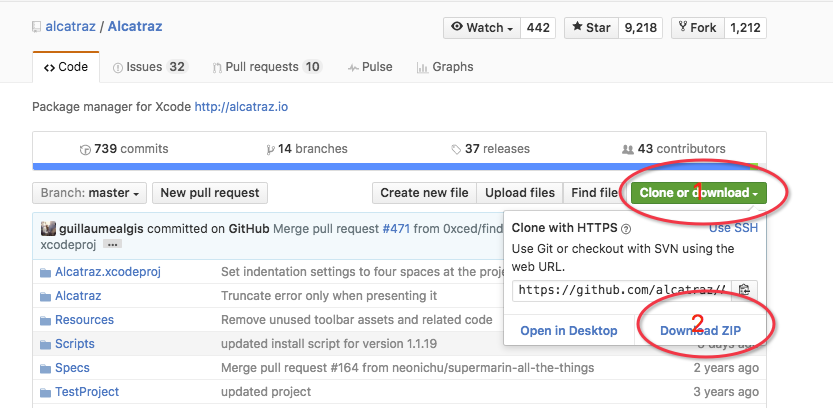 alcatraz / Alcatraz
Watch 442 Star 9,218 Fork 1,212
Code Issues 32 Pull requests 10 Pulse Graphs
Package manager for Xcode http://alcatraz.io
739 commits 14 branches 37 releases 43 contributors
Branch: master New pull request Create new file Upload files Find file Clone or download
1
guillaumealgis committed on GitHub Merge pull request #471 from 0xced/find
xcodeproj ...
Clone with HTTPS ? Use SSH
Use Git or checkout with SVN using the
web URL.
https://github.com/alcatraz/
Open in Desktop Download ZIP
2
Alcatraz.xcodeproj Set indentation settings to four spaces at the proje
Alcatraz Truncate error only when presenting it
Resources Remove unused toolbar assets and related code
Scripts updated install script for version 1.1.19 days ago
Specs Merge pull request #164 from neonichu/supermarin-all-the-things 2 years ago
TestProject updated project 3 years ago